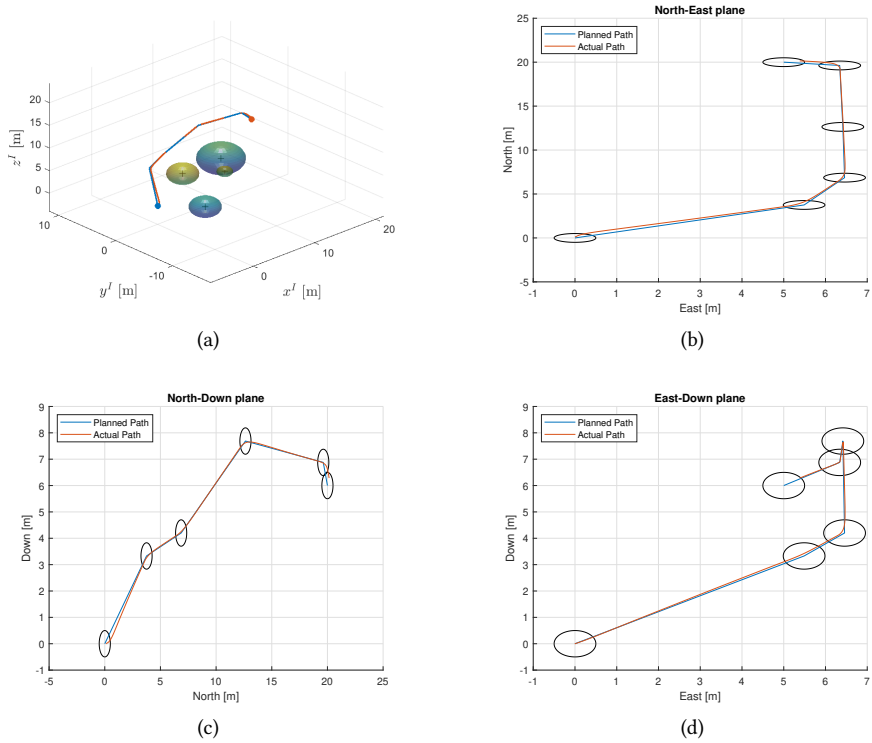 20
15
10
5
0
z^I [m]
10
0
-10
y^I [m]
0
10
20
x^I [m]
(a)
North-East plane
Planned Path
Actual Path
25
20
15
10
5
0
-5
North [m]
-1 0 1 2 3 4 5 6 7
East [m]
(b)
North-Down plane
Planned Path
Actual Path
9
8
7
6
5
4
3
2
1
0
-1
Down [m]
-5 0 5 10 15 20 25
North [m]
(c)
East-Down plane
Planned Path
Actual Path
9
8
7
6
5
4
3
2
1
0
-1
Down [m]
-1 0 1 2 3 4 5 6 7
East [m]
(d)